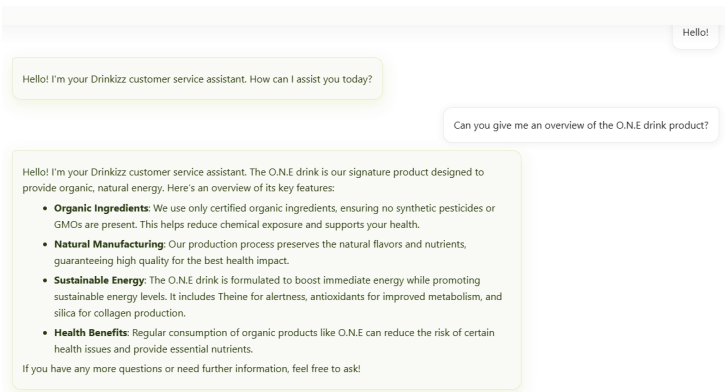 Hello!
Hello! I'm your Drinkizz customer service assistant. How can I assist you today?
Can you give me an overview of the O.N.E drink product?
Hello! I'm your Drinkizz customer service assistant. The O.N.E drink is our signature product designed to
provide organic, natural energy. Here's an overview of its key features:
• Organic Ingredients: We use only certified organic ingredients, ensuring no synthetic pesticides or
GMOs are present. This helps reduce chemical exposure and supports your health.
• Natural Manufacturing: Our production process preserves the natural flavors and nutrients,
guaranteeing high quality for the best health impact.
• Sustainable Energy: The O.N.E drink is formulated to boost immediate energy while promoting
sustainable energy levels. It includes Theine for alertness, antioxidants for improved metabolism, and
silica for collagen production.
• Health Benefits: Regular consumption of organic products like O.N.E can reduce the risk of certain
health issues and provide essential nutrients.
If you have any more questions or need further information, feel free to ask!